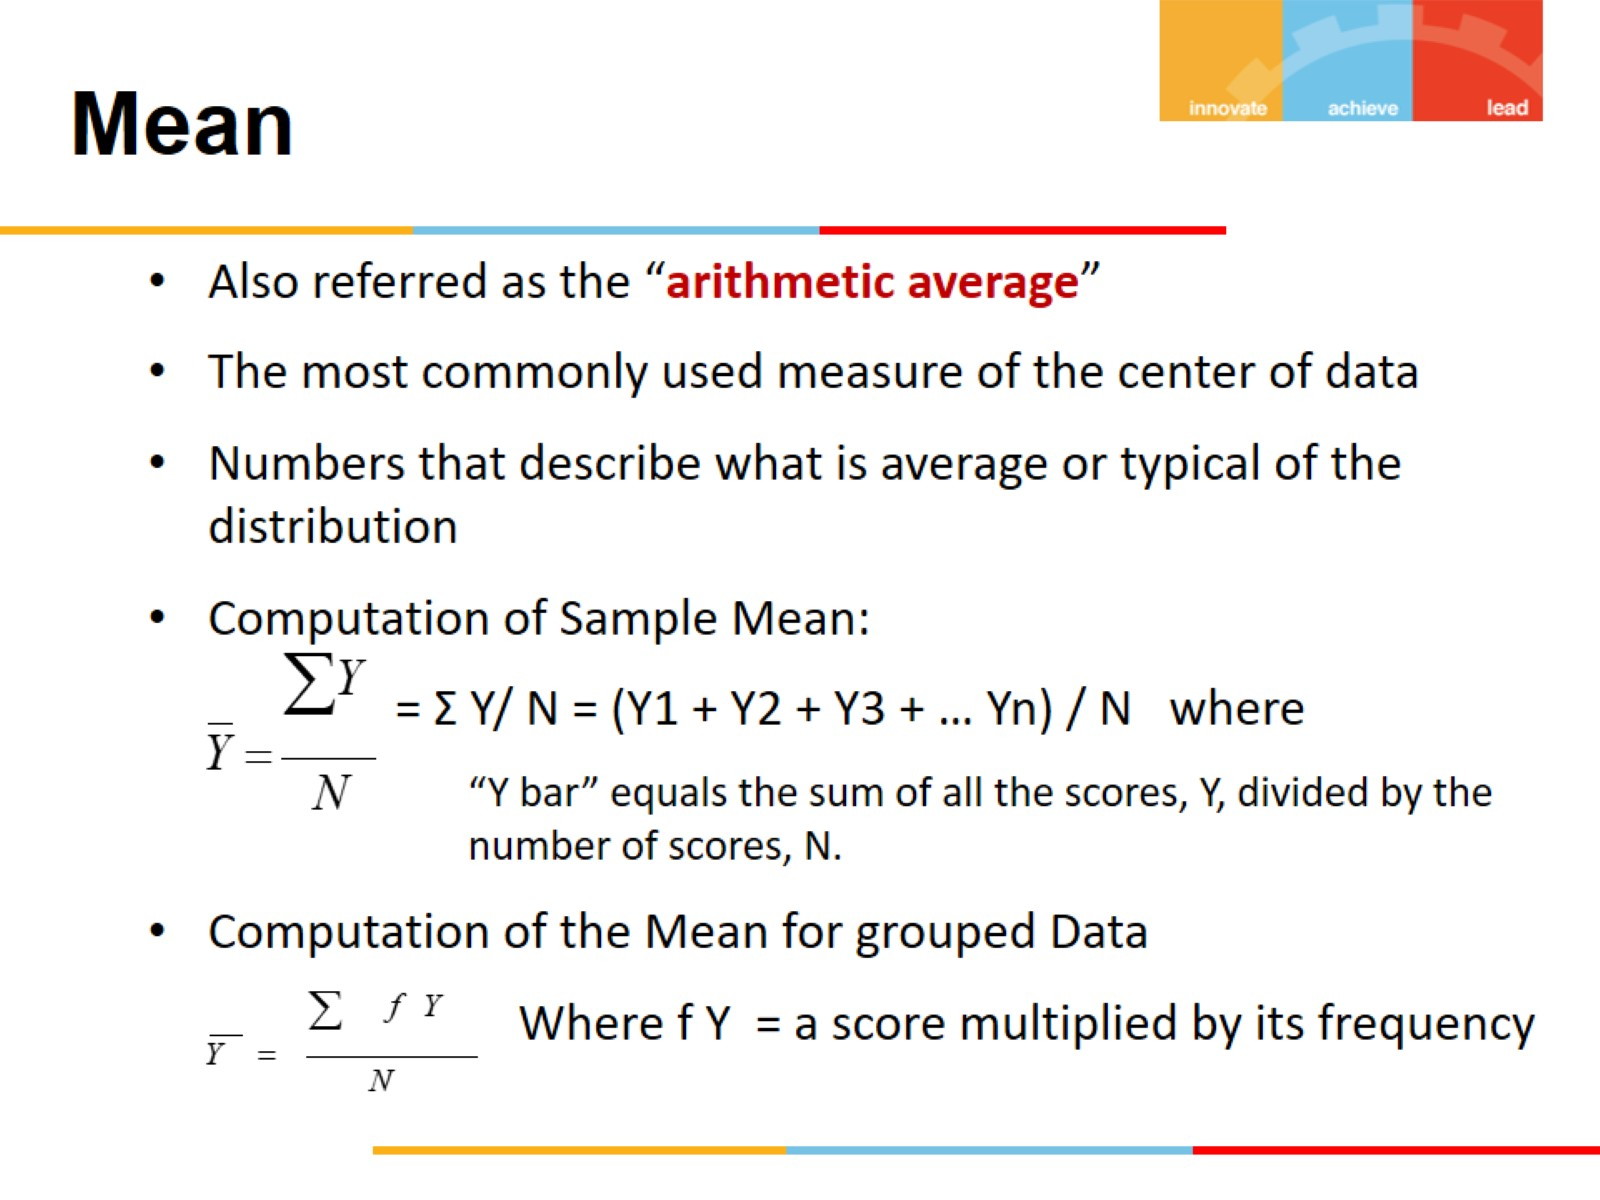 innovate achieve lead
Mean
• Also referred as the “arithmetic average”
• The most commonly used measure of the center of data
• Numbers that describe what is average or typical of the
distribution
• Computation of Sample Mean:
Y̅ = ∑Y / N = Σ Y/ N = (Y1 + Y2 + Y3 + ... Yn) / N where
“Y bar” equals the sum of all the scores, Y, divided by the
number of scores, N.
• Computation of the Mean for grouped Data
Y̅ = ∑ f Y / N Where f Y = a score multiplied by its frequency